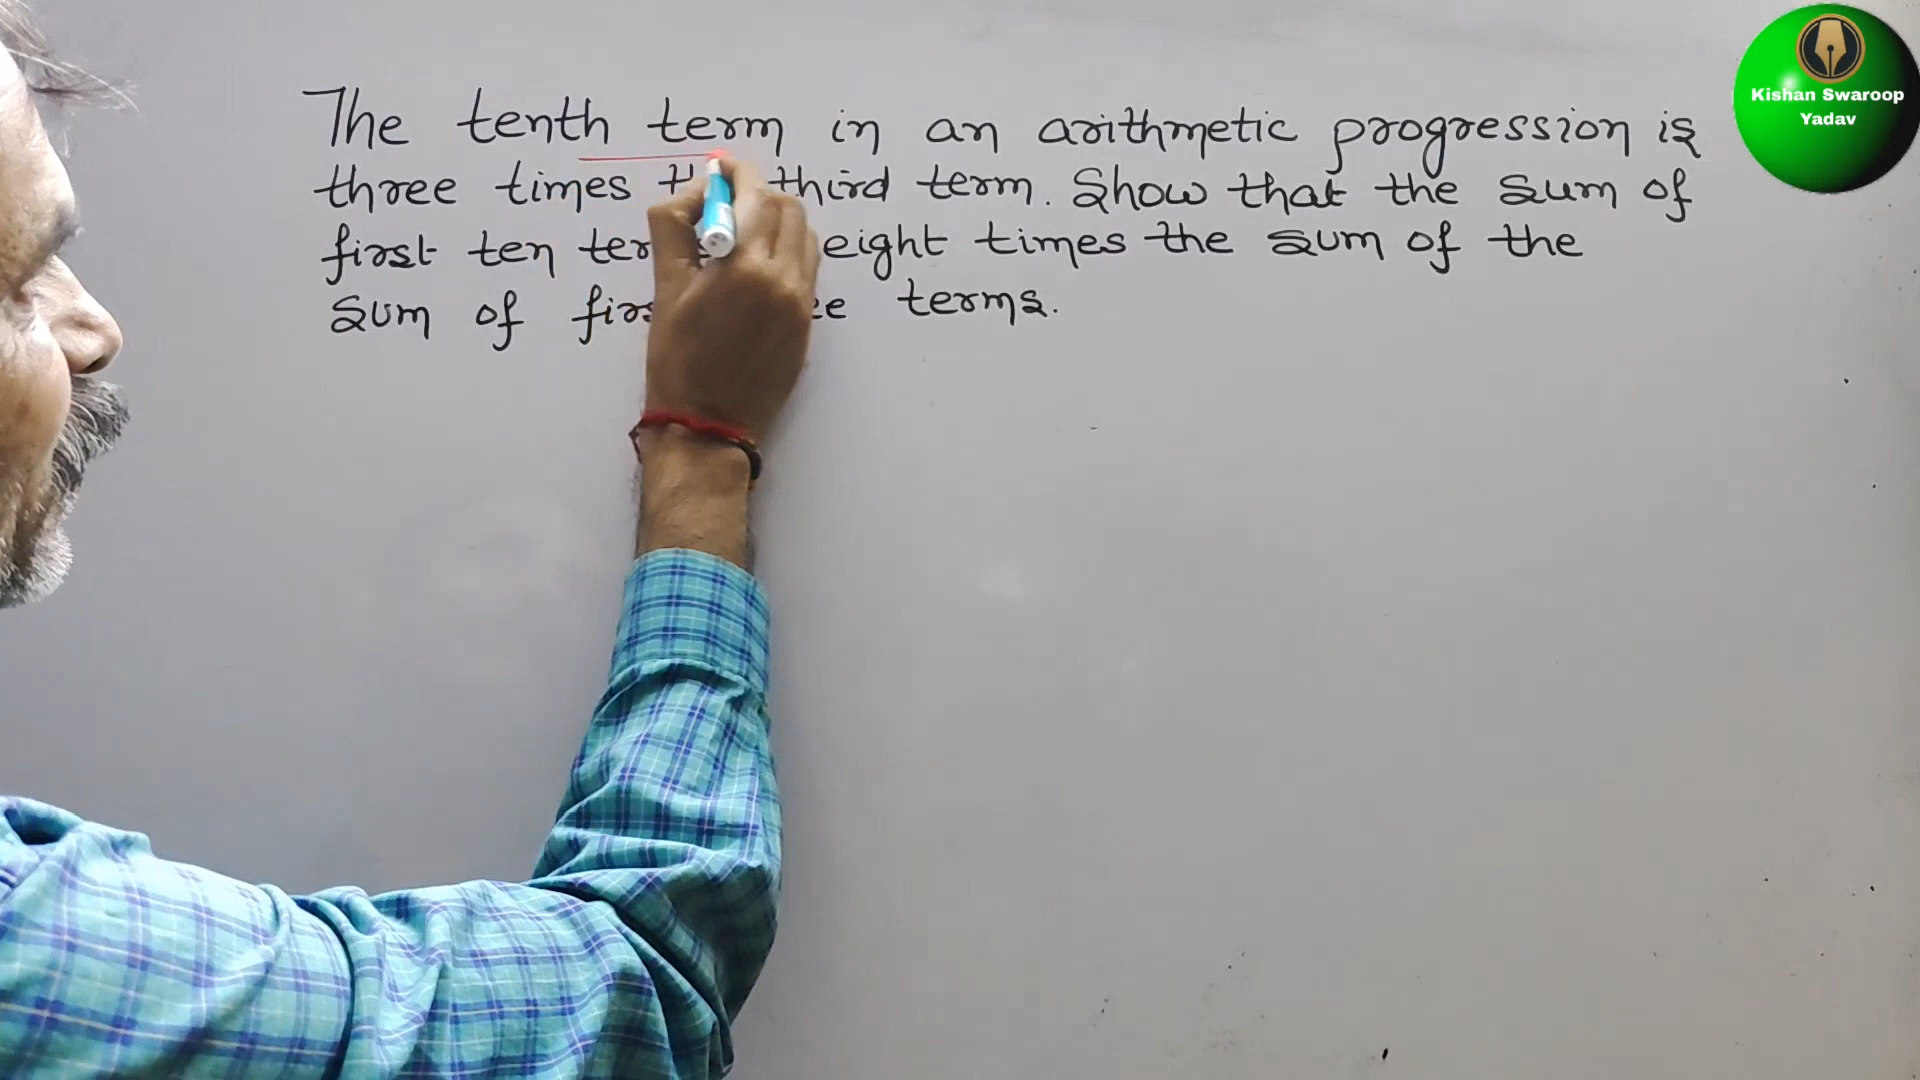 The tenth term in an arithmetic progression is
three times third term. Show that the sum of
first ten eight times the sum of the
sum of terms.
Kishan Swaroop
Yadav